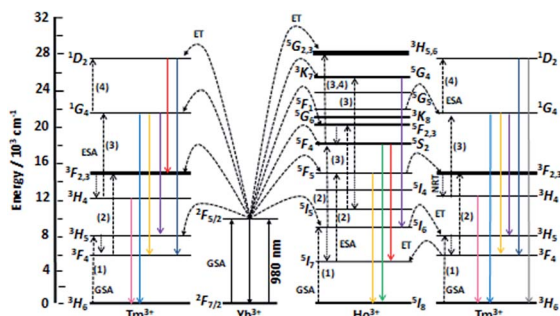 Energy / 10³ cm⁻¹
32
28
24
20
16
12
8
4
0
¹D₂
¹G₄
³F₂,₃
³H₄
³H₅
³F₄
³H₆
(4)
(3)
ESA
(2)
(1)
GSA
Tm³⁺
ET
²F₅/₂
GSA
980 nm
²F₇/₂
Yb³⁺
ET
⁵G₂,₃
³K₇
⁵F₁
⁵G₆
⁵F₄
⁵F₅
⁵I₅
⁵I₇
³H₅,₆
⁵G₄
⁵G₅
³K₈
⁵F₂,₃
⁵S₂
⁵I₄
⁵I₆
⁵I₈
(3,4)
(3)
(3)
(2)
(2)
ESA
(1)
GSA
Ho³⁺
ET
ET
¹D₂
¹G₄
³F₂,₃
³H₄
³H₅
³F₄
³H₆
(4)
ESA
(3)
NRT
(2)
(1)
GSA
Tm³⁺